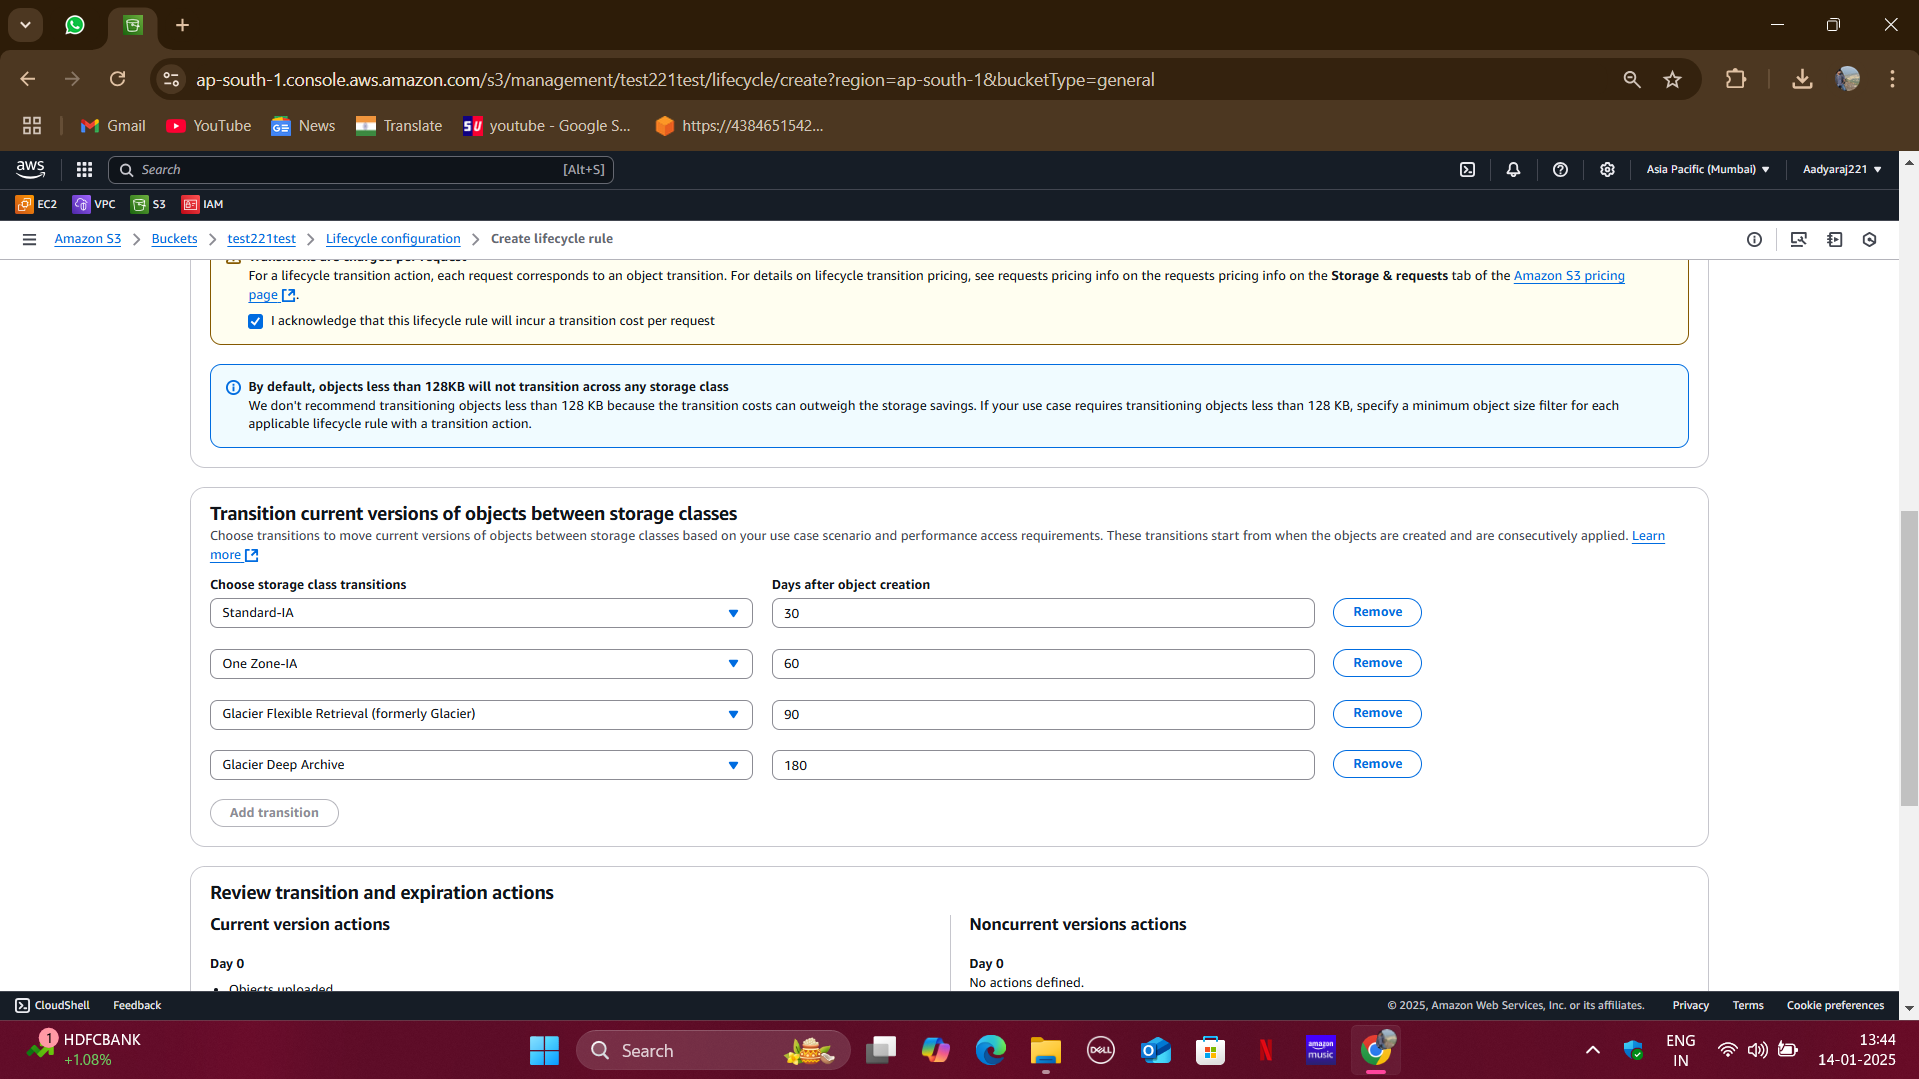 ap-south-1.console.aws.amazon.com/s3/management/test221test/lifecycle/create?region=ap-south-1&bucketType=general
Gmail YouTube News Translate youtube - Google S... https://4384651542...
aws Search [Alt+S] Asia Pacific (Mumbai) Aadyaraj221
EC2 VPC S3 IAM
Amazon S3 Buckets test221test Lifecycle configuration Create lifecycle rule
Transitions are charged per request
For a lifecycle transition action, each request corresponds to an object transition. For details on lifecycle transition pricing, see requests pricing info on the requests pricing info on the Storage & requests tab of the Amazon S3 pricing
page.
I acknowledge that this lifecycle rule will incur a transition cost per request
By default, objects less than 128KB will not transition across any storage class
We don't recommend transitioning objects less than 128 KB because the transition costs can outweigh the storage savings. If your use case requires transitioning objects less than 128 KB, specify a minimum object size filter for each
applicable lifecycle rule with a transition action.
Transition current versions of objects between storage classes
Choose transitions to move current versions of objects between storage classes based on your use case scenario and performance access requirements. These transitions start from when the objects are created and are consecutively applied. Learn
more
Choose storage class transitions Days after object creation
Standard-IA 30 Remove
One Zone-IA 60 Remove
Glacier Flexible Retrieval (formerly Glacier) 90 Remove
Glacier Deep Archive 180 Remove
Add transition
Review transition and expiration actions
Current version actions Noncurrent versions actions
Day 0 Day 0
Objects uploaded No actions defined.
CloudShell Feedback © 2025, Amazon Web Services, Inc. or its affiliates. Privacy Terms Cookie preferences
1 HDFCBANK
+1.08%
Search
DELL
amazon music
ENG
IN
13:44
14-01-2025